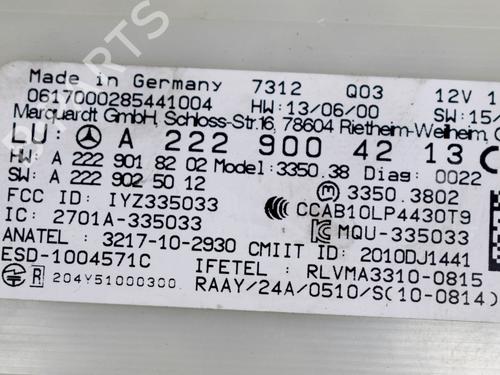 Made in Germany 7312 Q03 12V 1
0617000285441004 HW:13/06/00 SW:15/
Marquardt GmbH, Schloss-Str.16, 78604 Rietheim-Weilheim,
LU: A 222 900 42 13
HW: A 222 901 82 02 Model:3350.38 Diag: 0022
SW: A 222 902 50 12 3350.3802
FCC ID: IYZ335033 CCAB10LP4430T9
IC: 2701A-335033 MQU-335033
ANATEL : 3217-10-2930 CMIIT ID: 2010DJ1441
ESD-1004571C IFETEL : RLVMA3310-0815
R 204Y51000300. RAAY/24A/0510/S(10-0814)